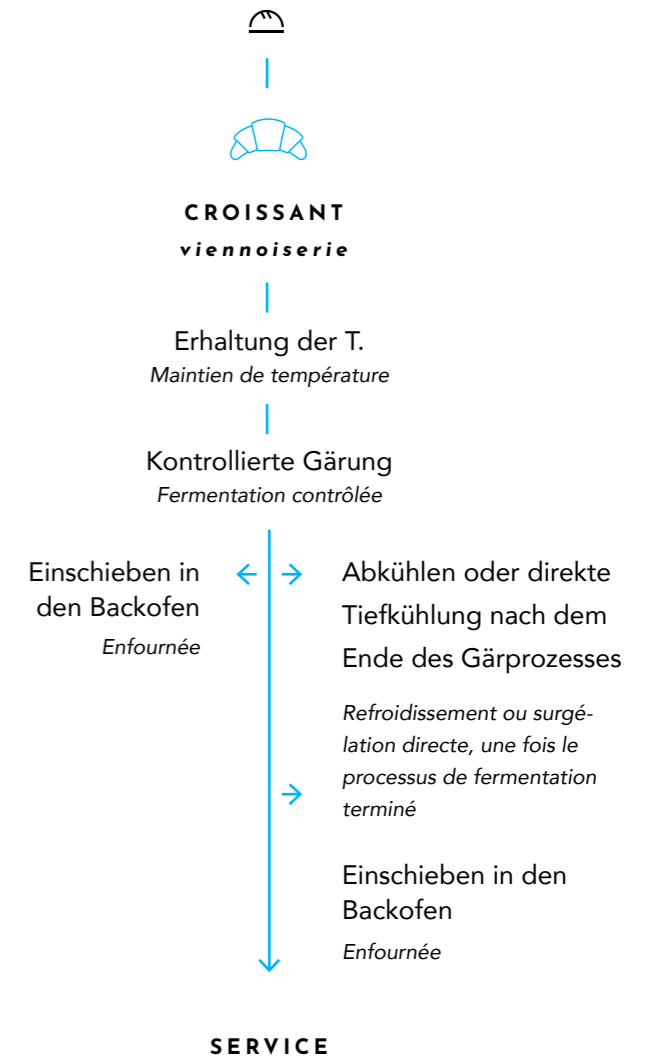 CROISSANT
viennoiserie
Erhaltung der T.
Maintien de température
Kontrollierte Gärung
Fermentation contrôlée
Einschieben in
den Backofen
Enfournée
Abkühlen oder direkte
Tiefkühlung nach dem
Ende des Gärprozesses
Refroidissement ou surgé-
lation directe, une fois le
processus de fermentation
terminé
Einschieben in den
Backofen
Enfournée
SERVICE